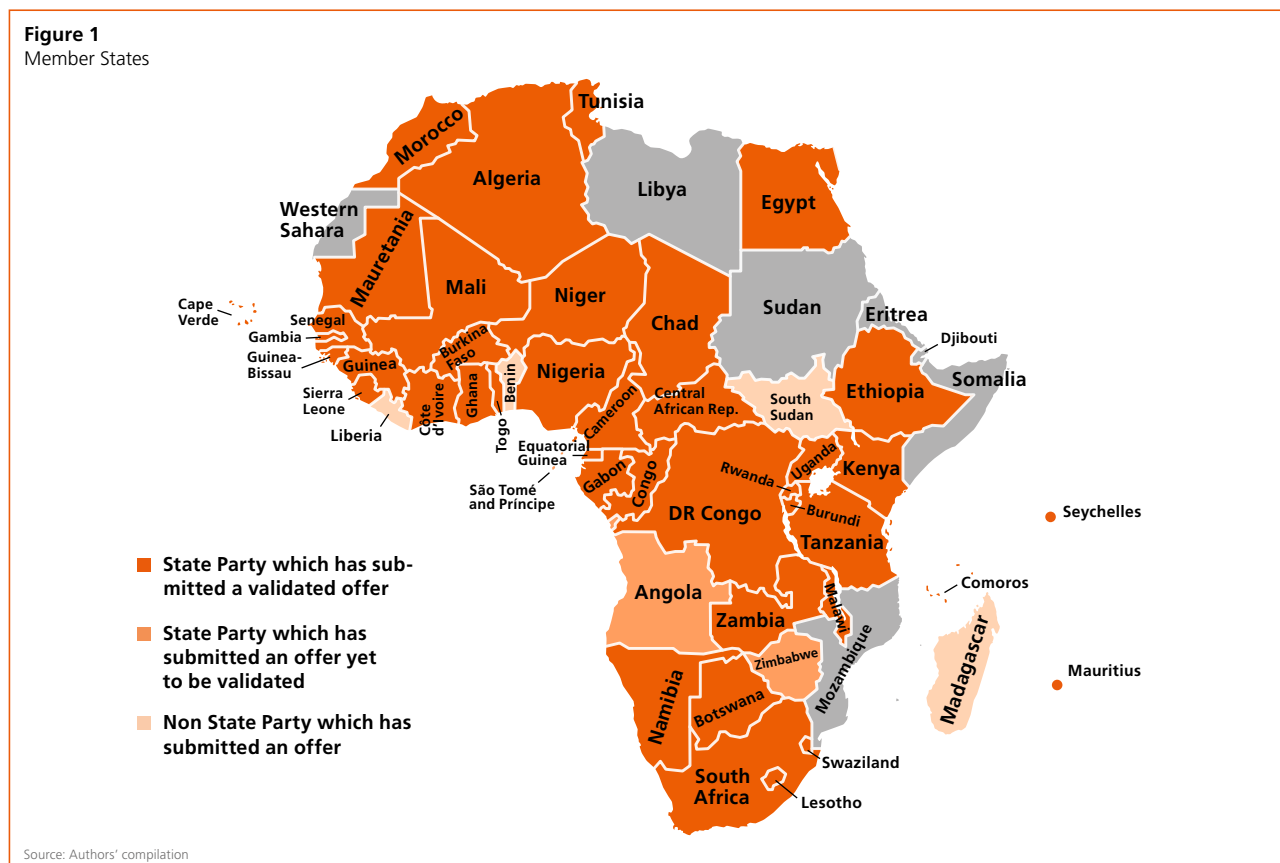 Figure 1
Member States
Tunisia
Morocco
Algeria
Libya
Egypt
Western
Sahara
Mauretania
Mali
Niger
Chad
Sudan
Eritrea
Cape
Verde
Senegal
Gambia
Guinea-
Bissau
Guinea
Burkina
Faso
Djibouti
Somalia
Nigeria
Benin
Ghana
Togo
Côte
d'Ivoire
Sierra
Leone
Liberia
Cameroon
Central
African Rep.
South
Sudan
Ethiopia
Equatorial
Guinea
São Tomé
and Príncipe
Gabon
Congo
DR Congo
Uganda
Kenya
Rwanda
Burundi
Tanzania
Seychelles
Comoros
Angola
Zambia
Malawi
Mozambique
Zimbabwe
Madagascar
Mauritius
Namibia
Botswana
Swaziland
South
Africa
Lesotho
State Party which has sub-
mitted a validated offer
State Party which has
submitted an offer yet
to be validated
Non State Party which has
submitted an offer
Source: Authors' compilation